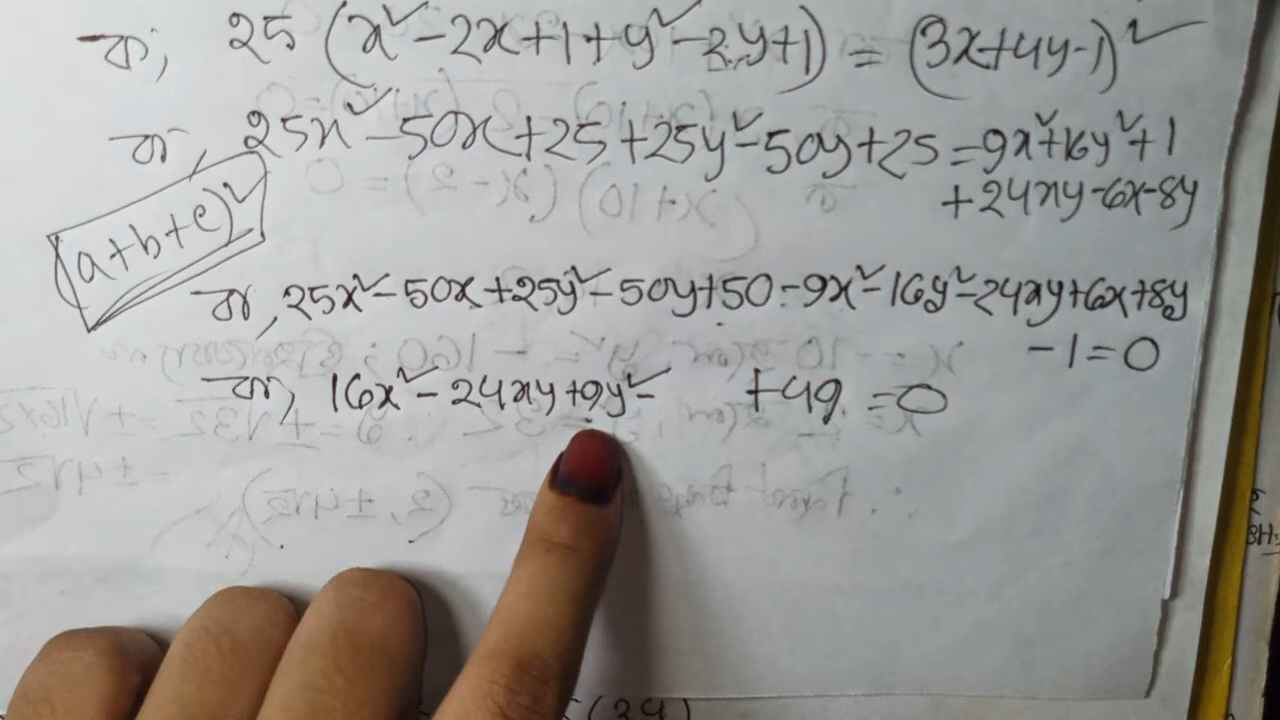 বা, 25 (x² - 2x + 1 + y² - 2y + 1) = (3x + 4y - 1)²
বা, 25x² - 50x + 25 + 25y² - 50y + 25 = 9x² + 16y² + 1
+ 24xy - 6x - 8y
(a + b + c)²
বা, 25x² - 50x + 25y² - 50y + 50 - 9x² - 16y² - 24xy + 6x + 8y
- 1 = 0
বা, 16x² - 24xy + 9y² - + 49 = 0